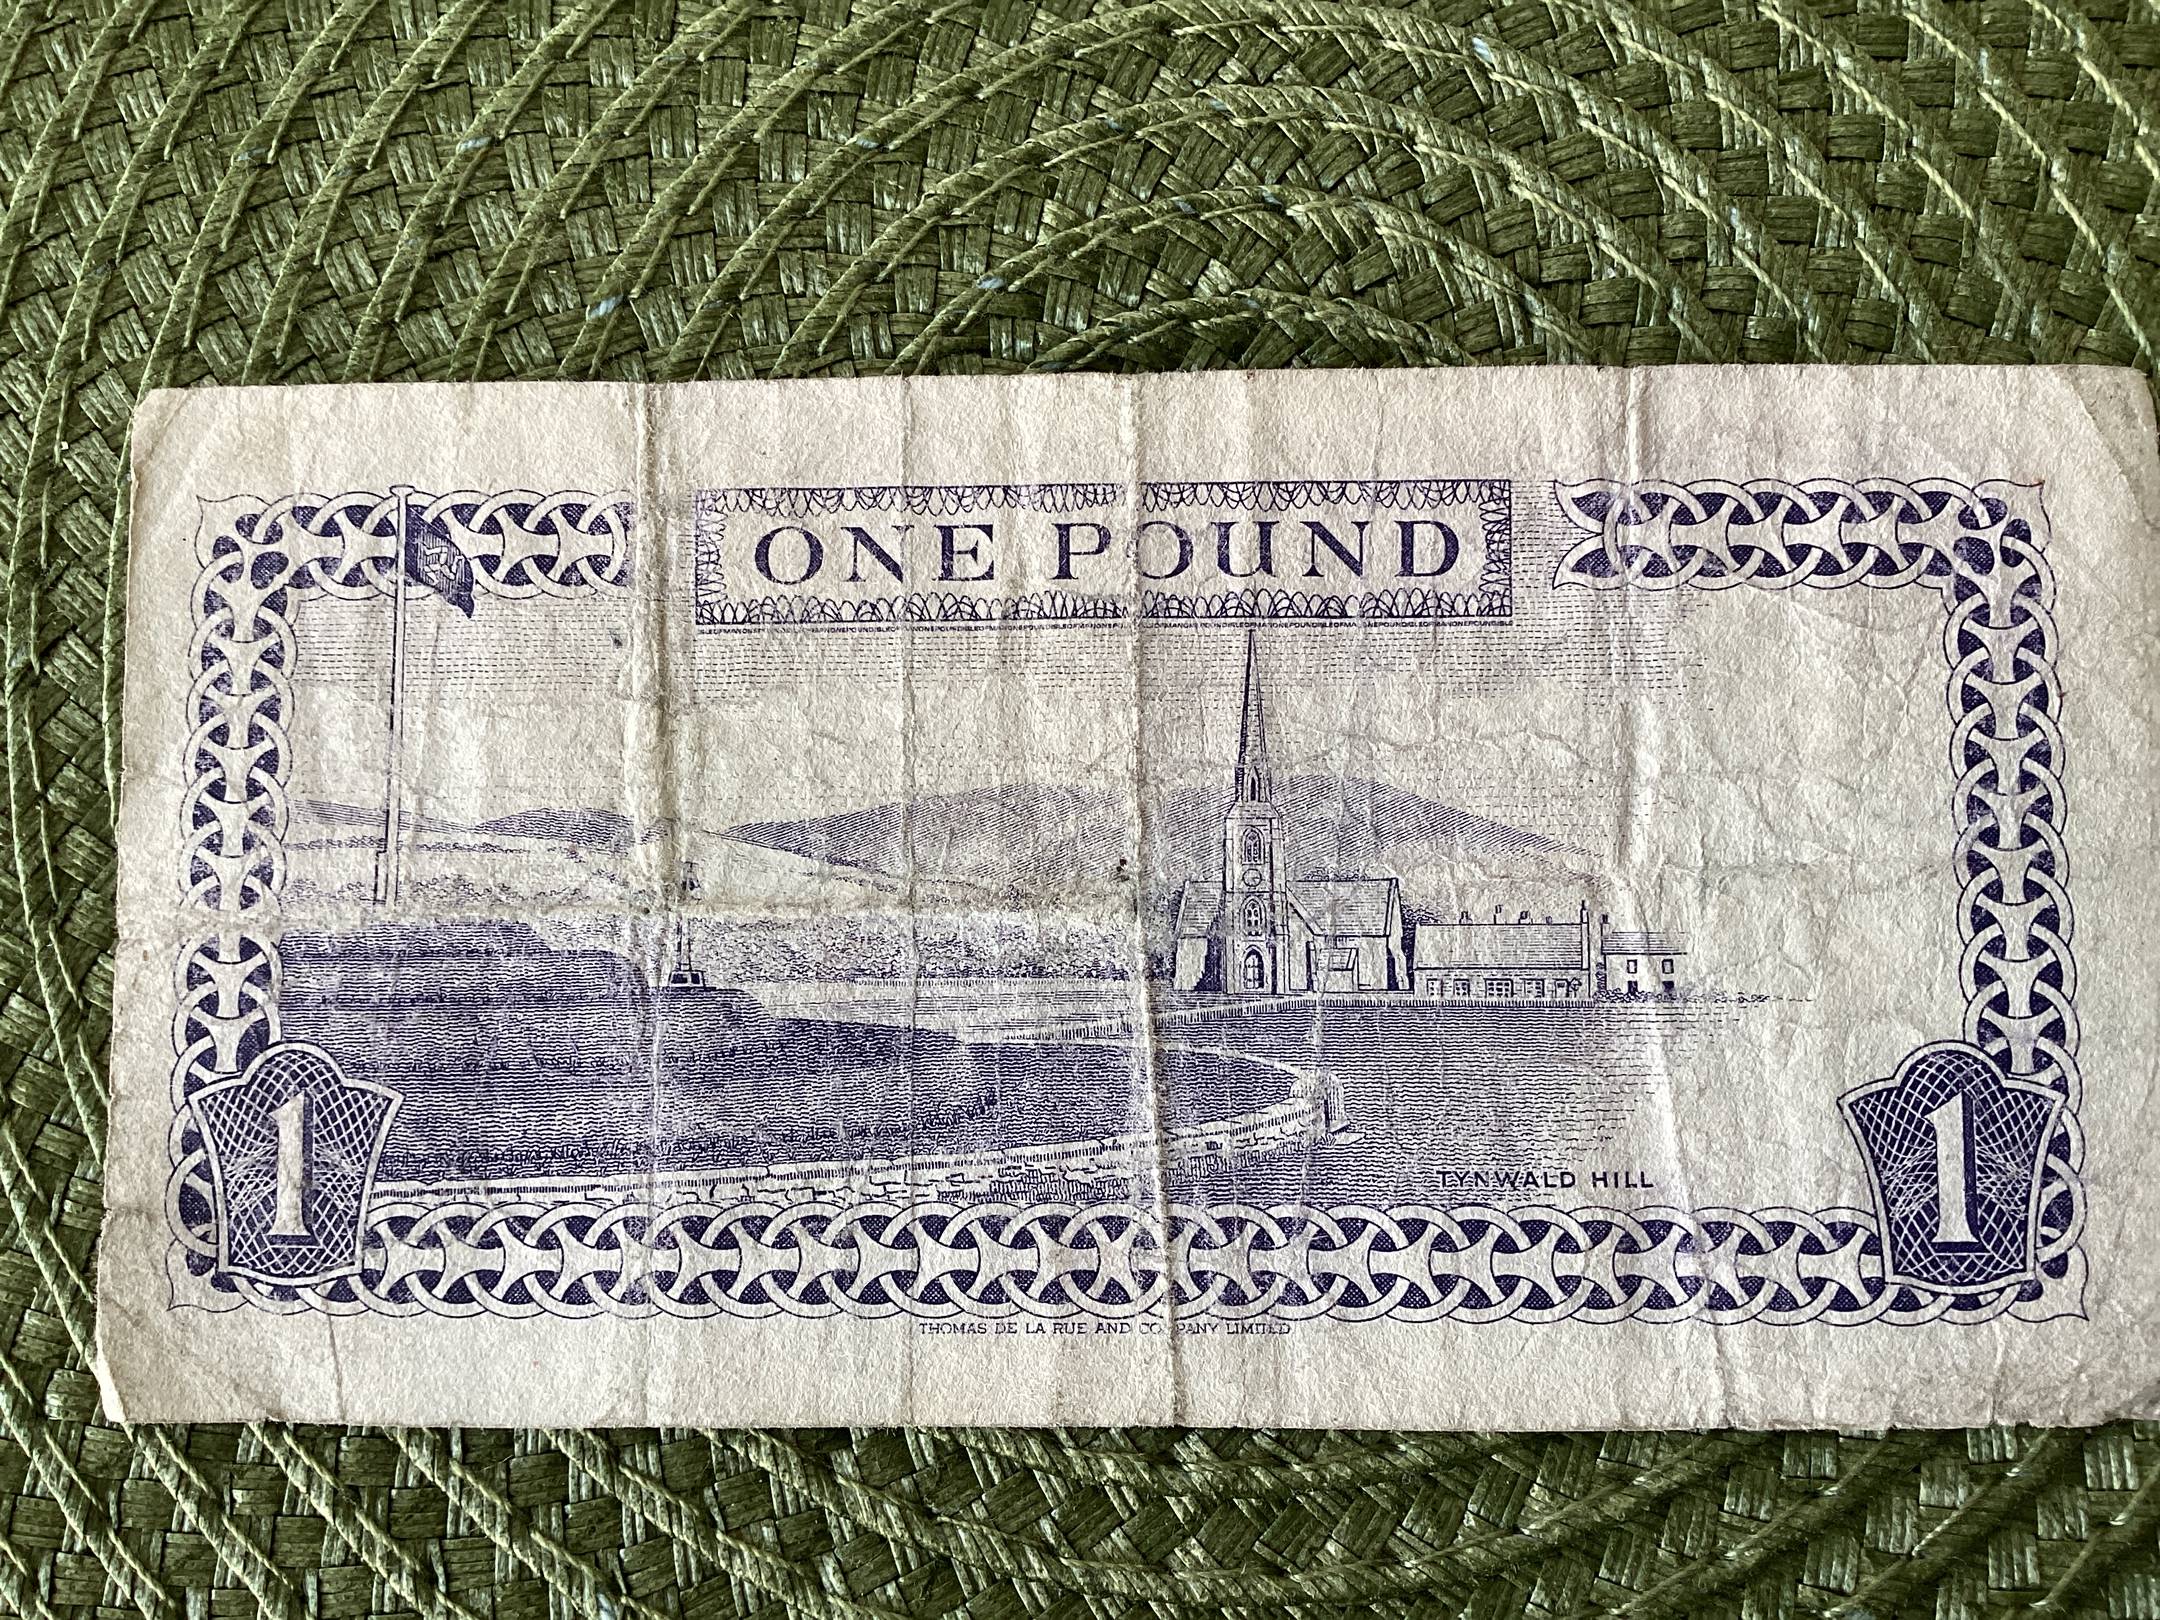 ONE POUND
TYNWALD HILL
1
1
THOMAS DE LA RUE AND COMPANY LIMITED